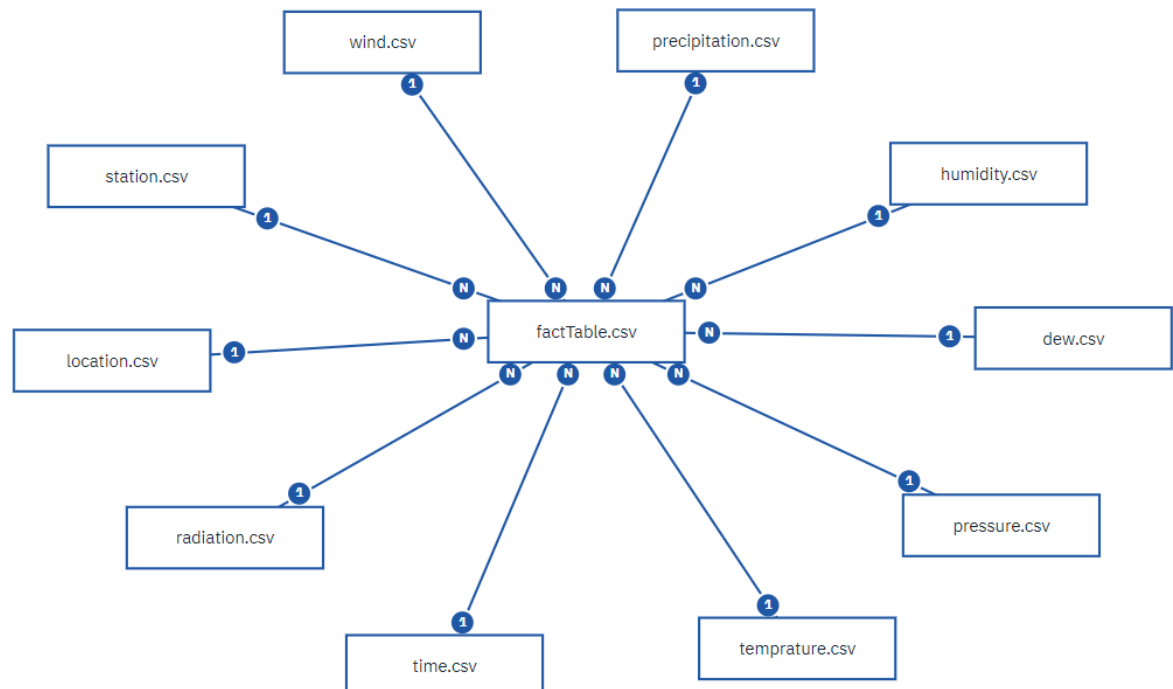 wind.csv
precipitation.csv
1
1
station.csv
humidity.csv
1
1
N
N
N
N
factTable.csv
location.csv
1
N
N
1
dew.csv
N
N
N
N
1
1
radiation.csv
pressure.csv
1
1
time.csv
temprature.csv